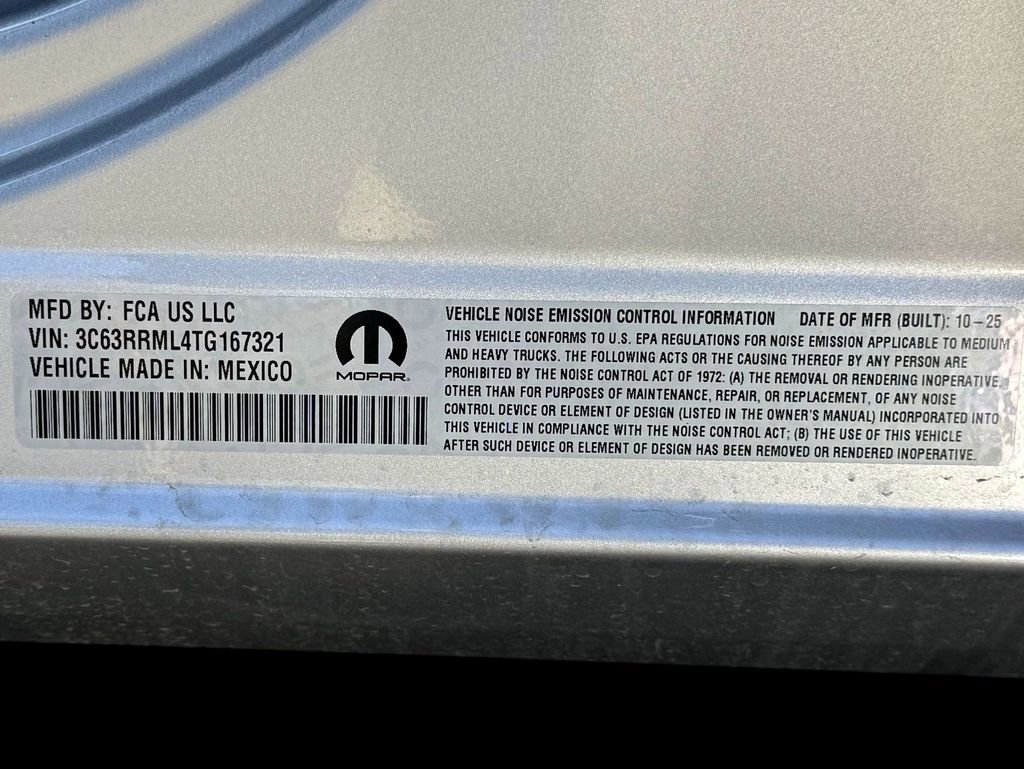 MFD BY: FCA US LLC
VIN: 3C63RRML4TG167321
VEHICLE MADE IN: MEXICO
MOPAR®
VEHICLE NOISE EMISSION CONTROL INFORMATION DATE OF MFR (BUILT): 10-25
THIS VEHICLE CONFORMS TO U.S. EPA REGULATIONS FOR NOISE EMISSION APPLICABLE TO MEDIUM
AND HEAVY TRUCKS. THE FOLLOWING ACTS OR THE CAUSING THEREOF BY ANY PERSON ARE
PROHIBITED BY THE NOISE CONTROL ACT OF 1972: (A) THE REMOVAL OR RENDERING INOPERATIVE,
OTHER THAN FOR PURPOSES OF MAINTENANCE, REPAIR, OR REPLACEMENT, OF ANY NOISE
CONTROL DEVICE OR ELEMENT OF DESIGN (LISTED IN THE OWNER'S MANUAL) INCORPORATED INTO
THIS VEHICLE IN COMPLIANCE WITH THE NOISE CONTROL ACT; (B) THE USE OF THIS VEHICLE
AFTER SUCH DEVICE OR ELEMENT OF DESIGN HAS BEEN REMOVED OR RENDERED INOPERATIVE.